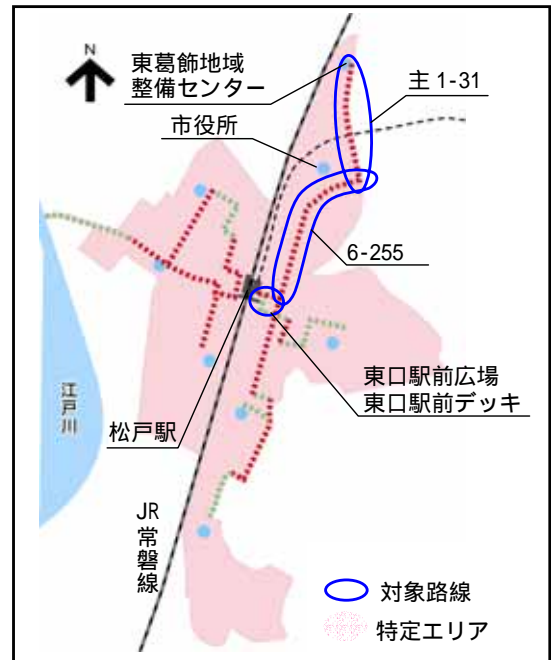 N
東葛飾地域
整備センター
主1-31
市役所
6-255
東口駅前広場
東口駅前デッキ
江戸川
松戸駅
JR常磐線
対象路線
特定エリア